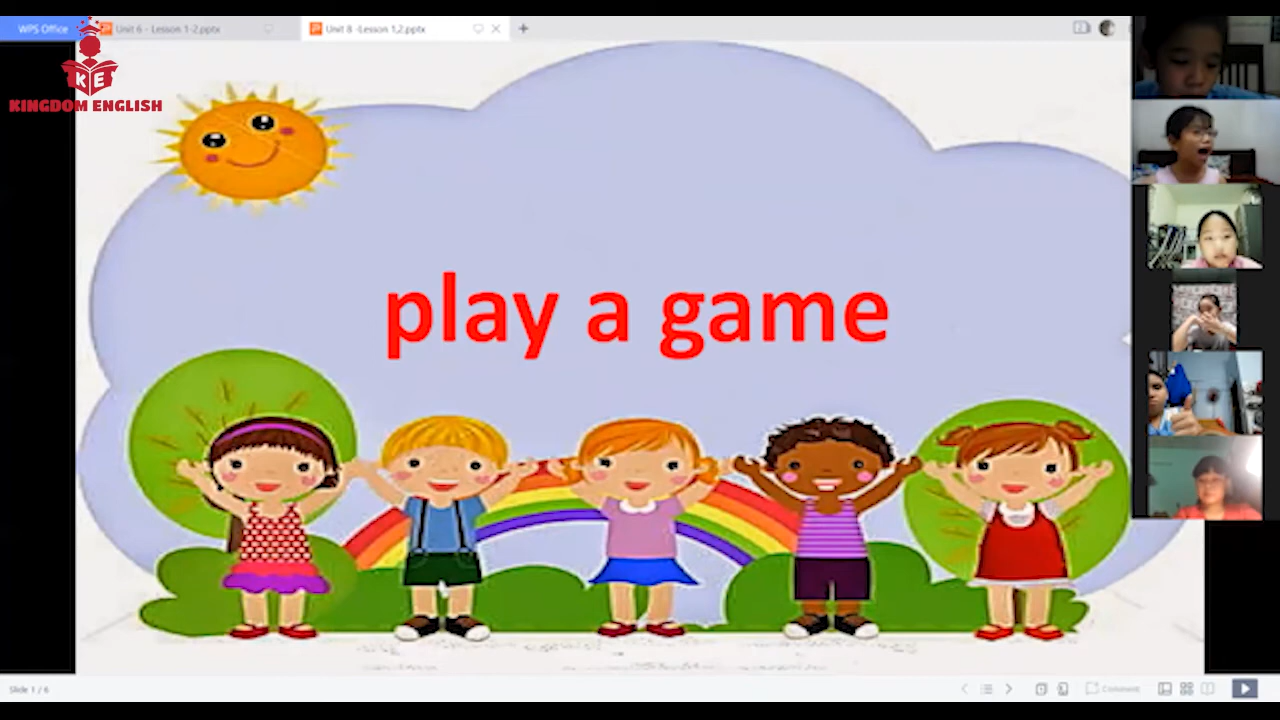 WPS Office
Unit 6 - Lesson 1-2.pptx
Unit 8 -Lesson 1,2.pptx
K E
KINGDOM ENGLISH
play a game
Slide 1 / 6
Comment